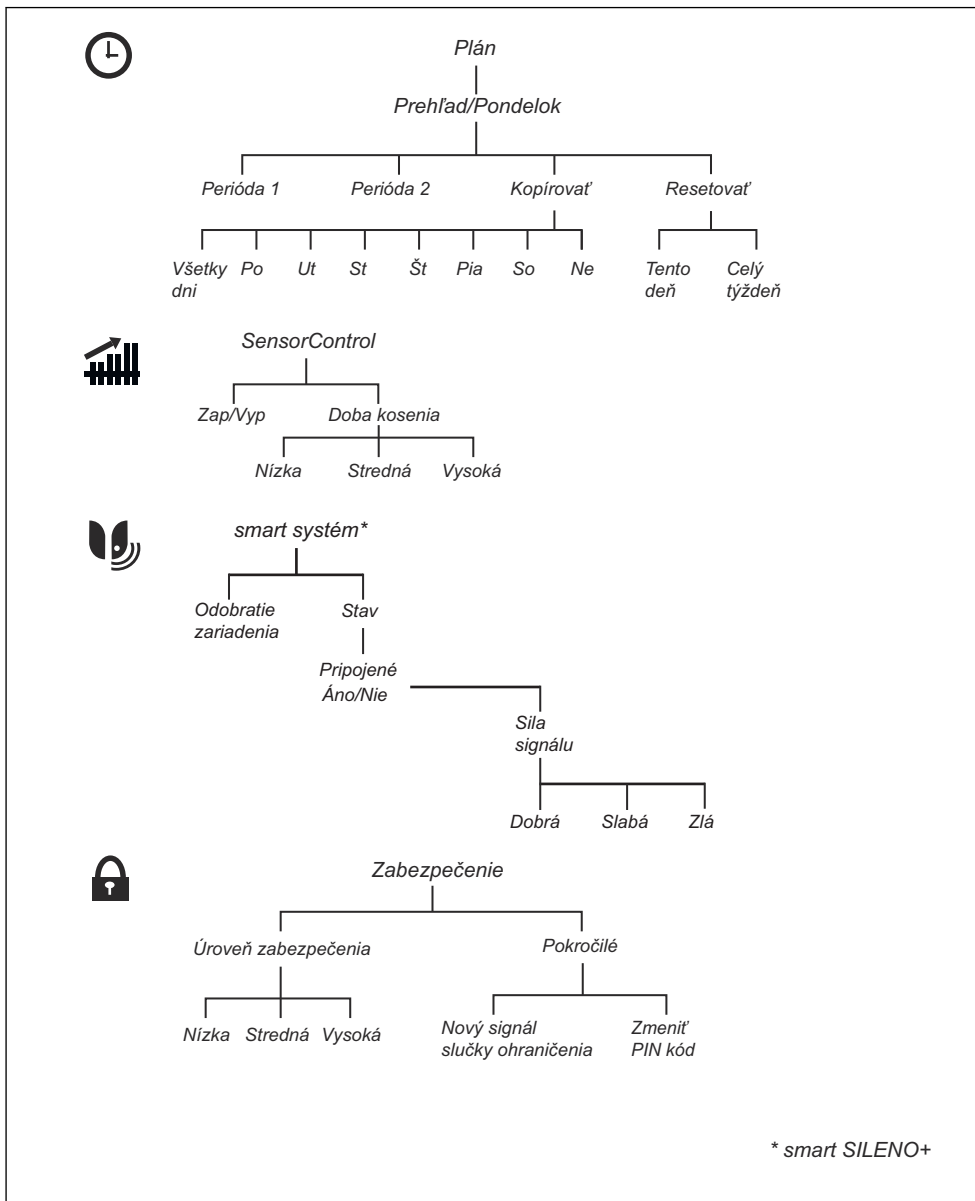 Plán
Prehľad/Pondelok
Perióda 1 Perióda 2 Kopírovať Resetovať
Všetky dni Po Ut St Št Pia So Ne Tento deň Celý týždeň
SensorControl
Zap/Vyp Doba kosenia
Nízka Stredná Vysoká
smart systém*
Odobratie zariadenia Stav
Pripojené
Áno/Nie
Sila
signálu
Dobrá Slabá Zlá
Zabezpečenie
Úroveň zabezpečenia Pokročilé
Nízka Stredná Vysoká Nový signál slučky ohraničenia Zmeniť PIN kód
* smart SILENO+